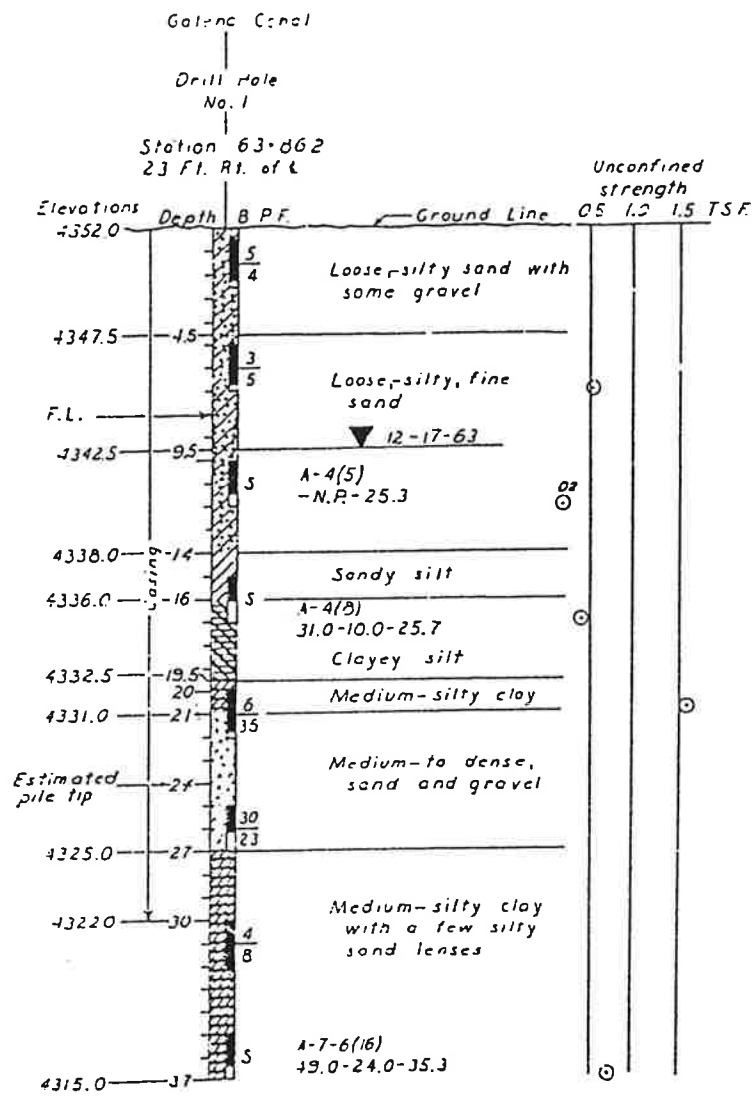 Galena Canal
Drill Hole
No. 1
Station 63+86.2
23 Ft. Rt. of ℄
Unconfined
strength
Elevations
Depth
B.P.F.
Ground Line
0.5 1.0 1.5 T.S.F.
4352.0
5
4
Loose-silty sand with
some gravel
4347.5
4.5
3
5
Loose,-silty, fine
sand
F.L.
12-17-63
4342.5
9.5
S
A-4(5)
-N.P.-25.3
02
4338.0
14
Sandy silt
Casing
4336.0
16
S
A-4(8)
31.0-10.0-25.7
Clayey silt
4332.5
19.5
20
Medium-silty clay
4331.0
21
6
35
Medium-to dense,
sand and gravel
Estimated
pile tip
24
30
23
4325.0
27
Medium-silty clay
with a few silty
sand lenses
4322.0
30
4
8
A-7-6(16)
S
49.0-24.0-35.3
4315.0
37